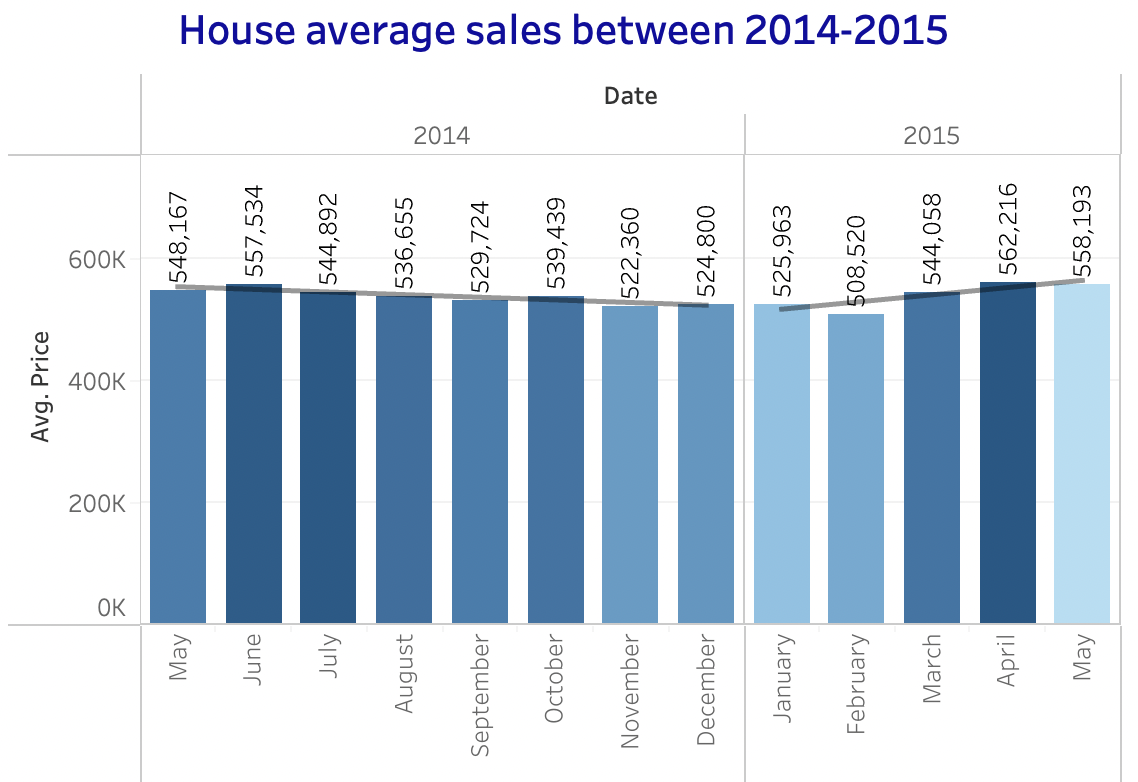 House average sales between 2014-2015
Date
2014
2015
Avg. Price
600K
400K
200K
0K
548,167
557,534
544,892
536,655
529,724
539,439
522,360
524,800
525,963
508,520
544,058
562,216
558,193
May
June
July
August
September
October
November
December
January
February
March
April
May